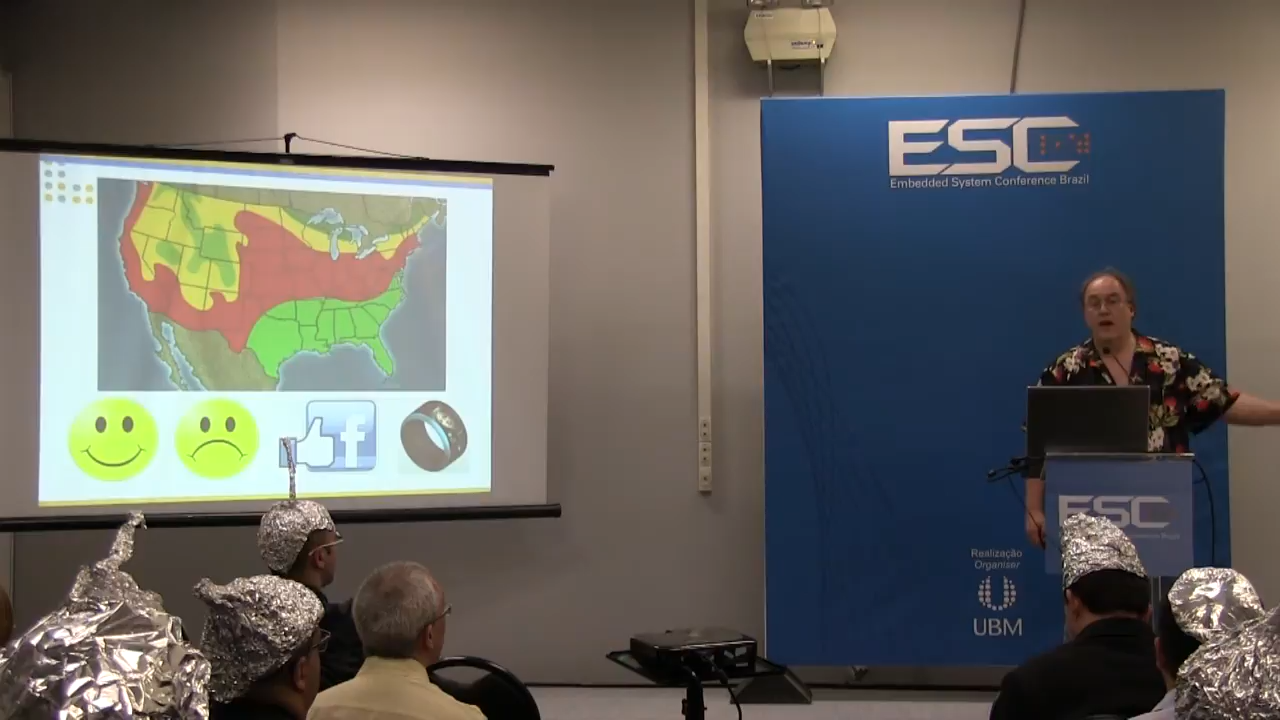 ESC
Embedded System Conference Brazil
f
ESC
Realização
Organiser
UBM